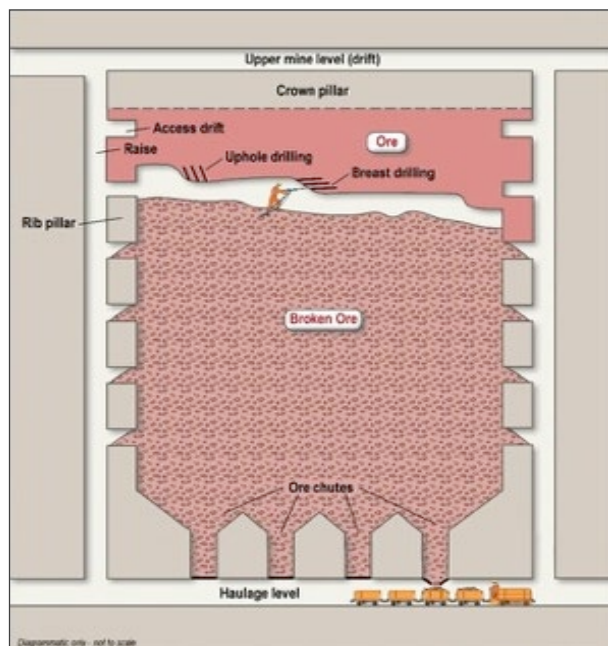 Upper mine level (drift)
Crown pillar
Access drift
Ore
Raise
Uphole drilling
Breast drilling
Rib pillar
Broken Ore
Ore chutes
Haulage level
Diagrammatic only - not to scale